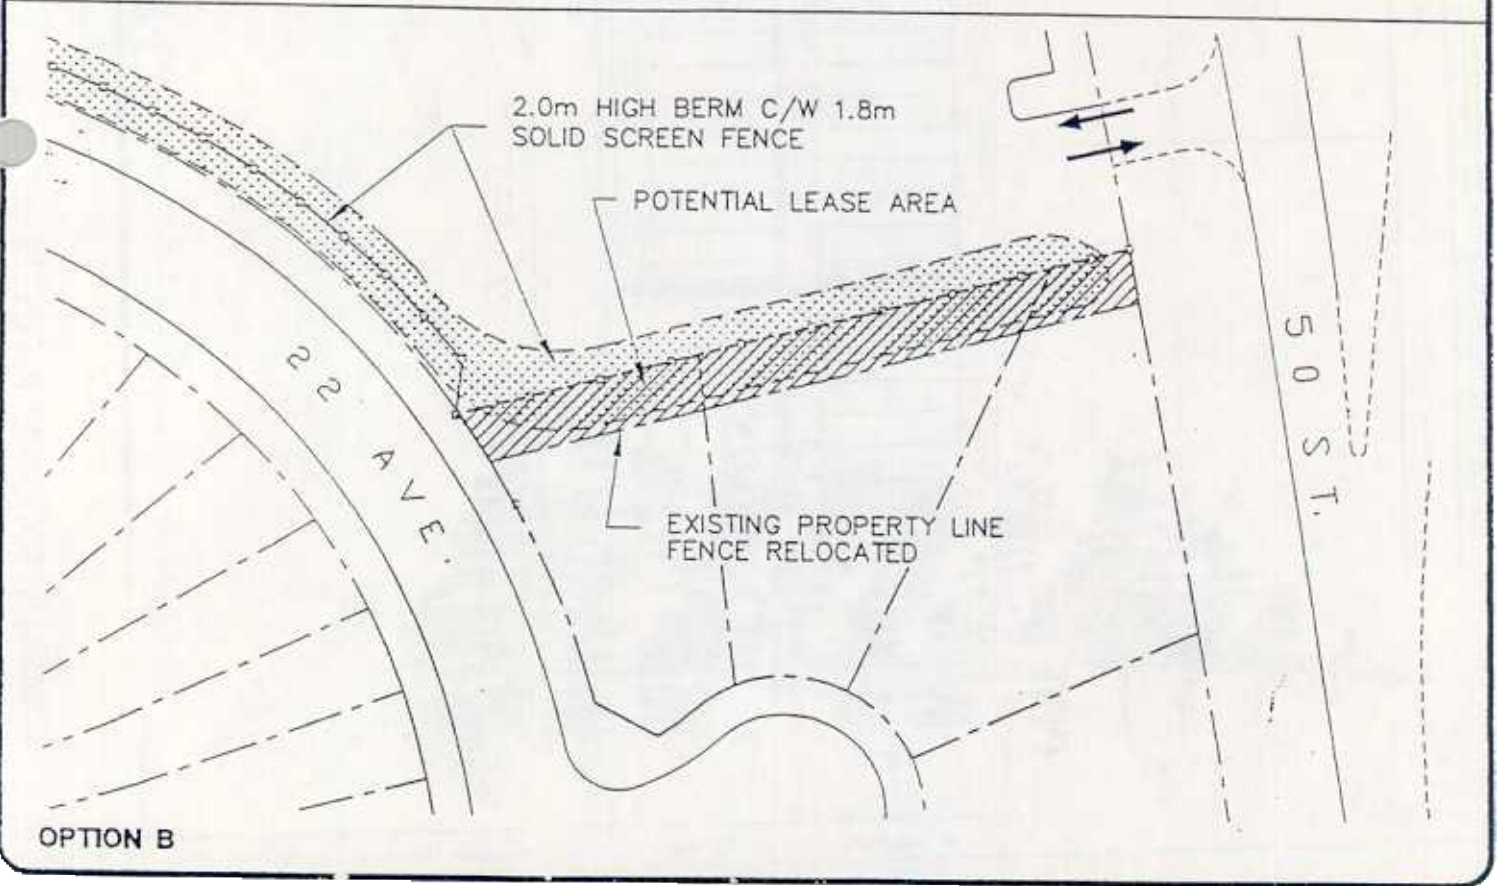 2.0m HIGH BERM C/W 1.8m
SOLID SCREEN FENCE
POTENTIAL LEASE AREA
22 AVE.
50 ST.
EXISTING PROPERTY LINE
FENCE RELOCATED
OPTION B